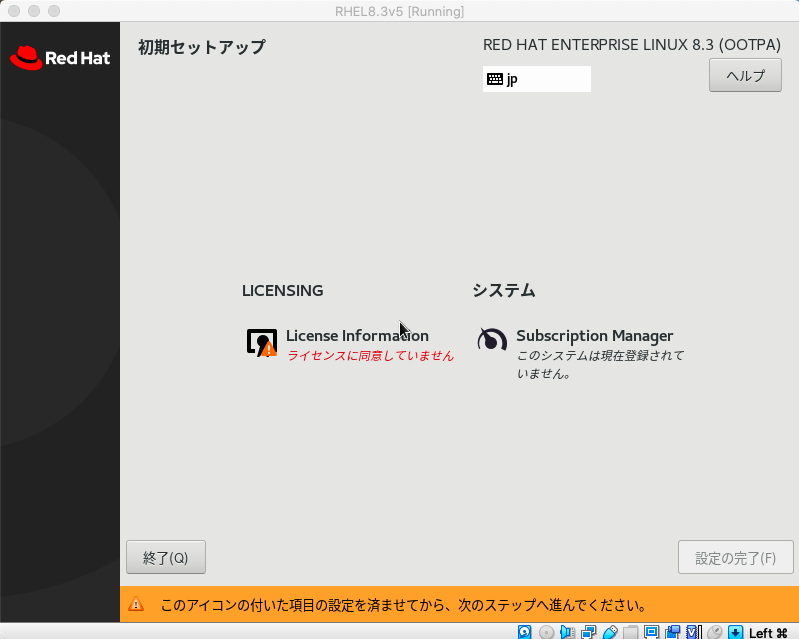 RHEL8.3v5 [Running]
Red Hat
初期セットアップ
RED HAT ENTERPRISE LINUX 8.3 (OOTPA)
jp
ヘルプ
LICENSING
License Information
ライセンスに同意していません
システム
Subscription Manager
このシステムは現在登録されて
いません。
終了(Q)
設定の完了(F)
このアイコンの付いた項目の設定を済ませてから、次のステップへ進んでください。
Left ⌘